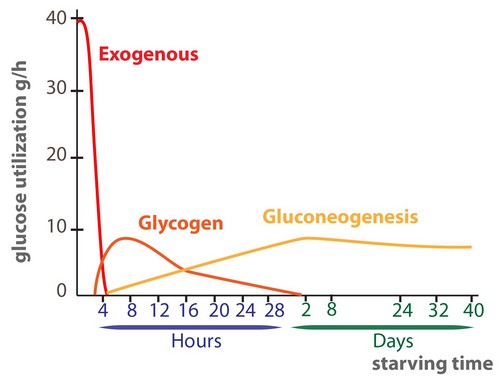 glucose utilization g/h
40
30
20
10
0
Exogenous
Glycogen
Gluconeogenesis
4 8 12 16 20 24 28 2 8 24 32 40
Hours
Days
starving time